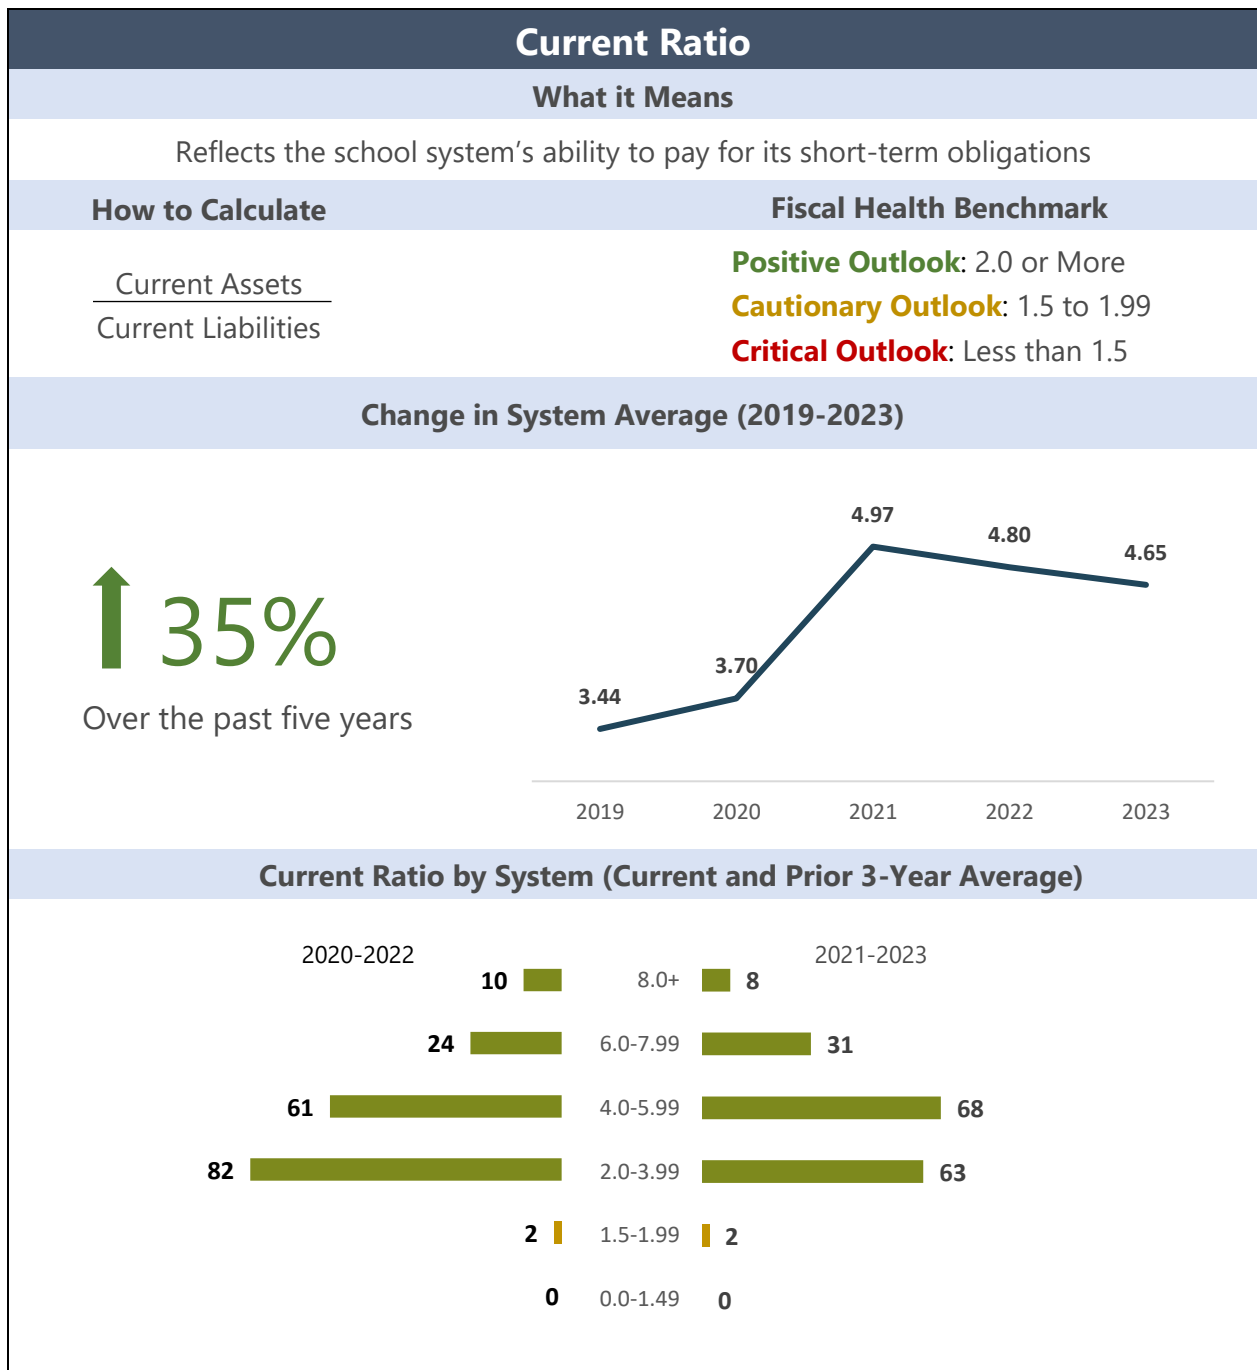 Current Ratio
What it Means
Reflects the school system’s ability to pay for its short-term obligations
How to Calculate
Fiscal Health Benchmark
Current Assets
Current Liabilities
Positive Outlook: 2.0 or More
Cautionary Outlook: 1.5 to 1.99
Critical Outlook: Less than 1.5
Change in System Average (2019-2023)
35%
Over the past five years
3.44
3.70
4.97
4.80
4.65
2019 2020 2021 2022 2023
Current Ratio by System (Current and Prior 3-Year Average)
2020-2022 2021-2023
10 8.0+ 8
24 6.0-7.99 31
61 4.0-5.99 68
82 2.0-3.99 63
2 1.5-1.99 2
0 0.0-1.49 0